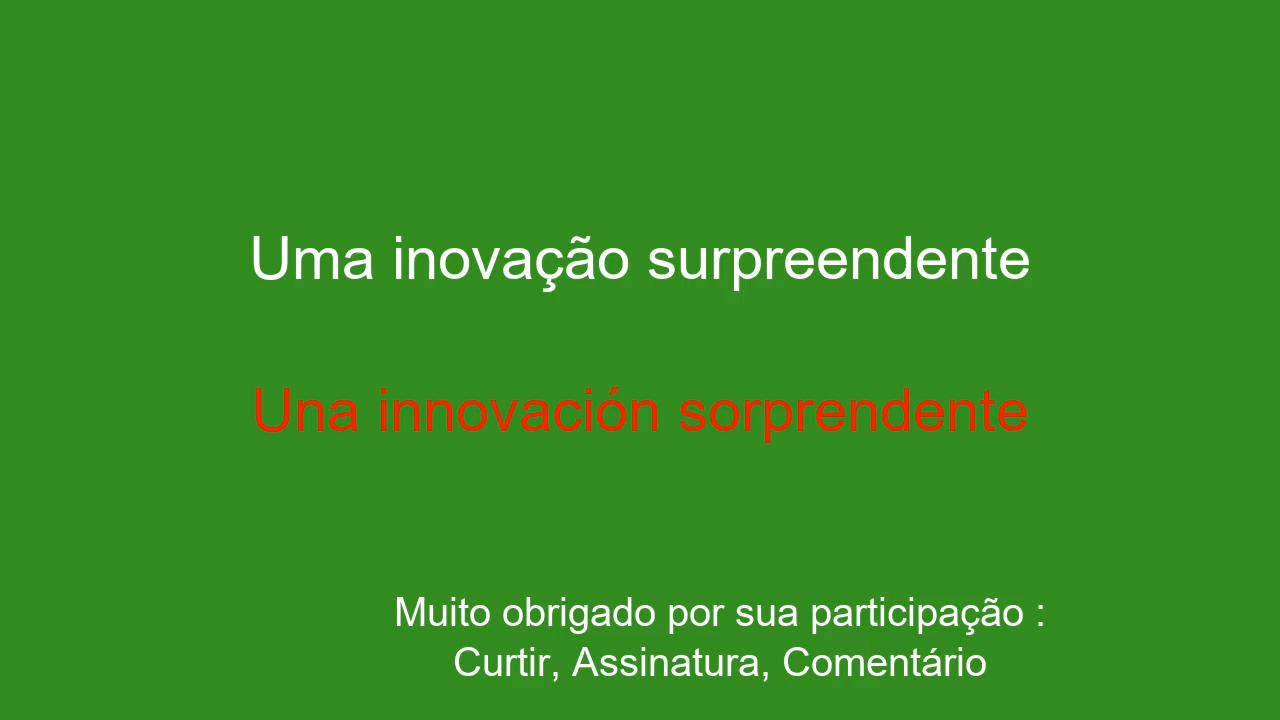 Uma inovação surpreendente
Una innovación sorprendente
Muito obrigado por sua participação :
Curtir, Assinatura, Comentário